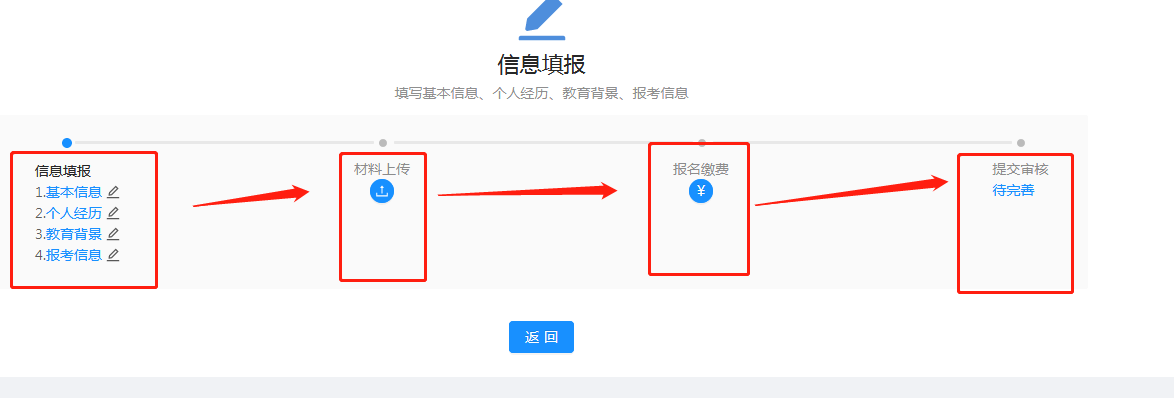 信息填报
填写基本信息、个人经历、教育背景、报考信息
信息填报
1.基本信息
2.个人经历
3.教育背景
4.报考信息
材料上传
报名缴费
¥
提交审核
待完善
返 回